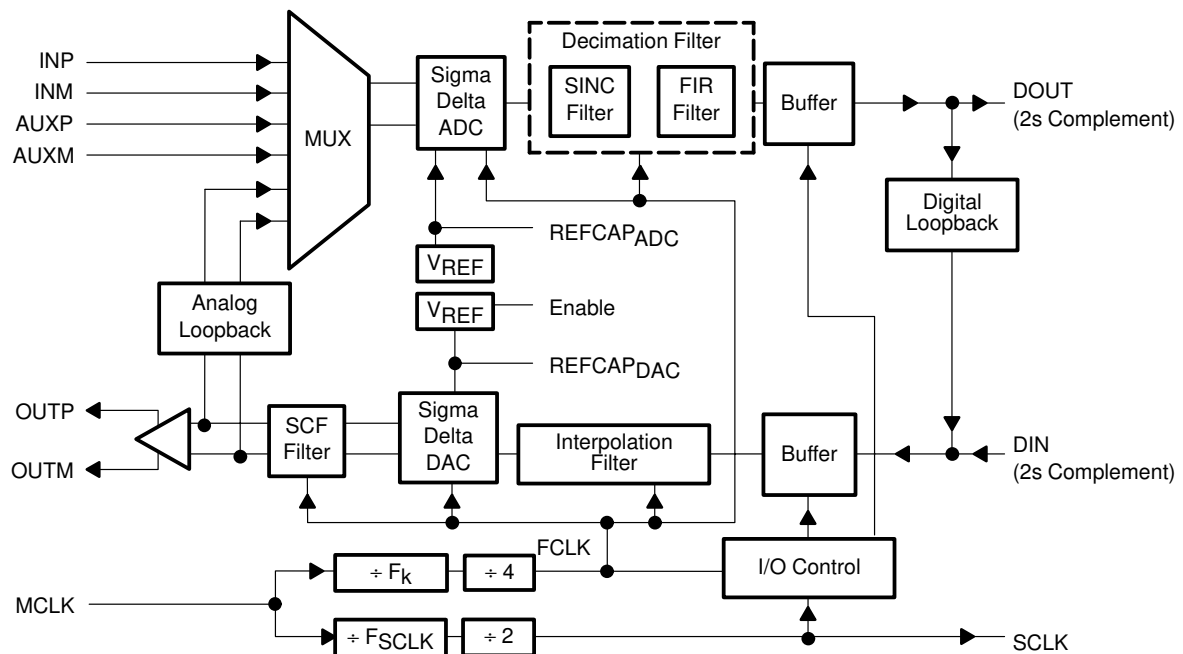 INP
INM
AUXP
AUXM
MUX
Sigma
Delta
ADC
Decimation Filter
SINC
Filter
FIR
Filter
Buffer
DOUT
(2s Complement)
Digital
Loopback
REFCAPADC
VREF
VREF
Enable
REFCAPDAC
Analog
Loopback
OUTP
OUTM
SCF
Filter
Sigma
Delta
DAC
Interpolation
Filter
Buffer
DIN
(2s Complement)
FCLK
MCLK
÷ Fk
÷ 4
I/O Control
÷ FSCLK
÷ 2
SCLK